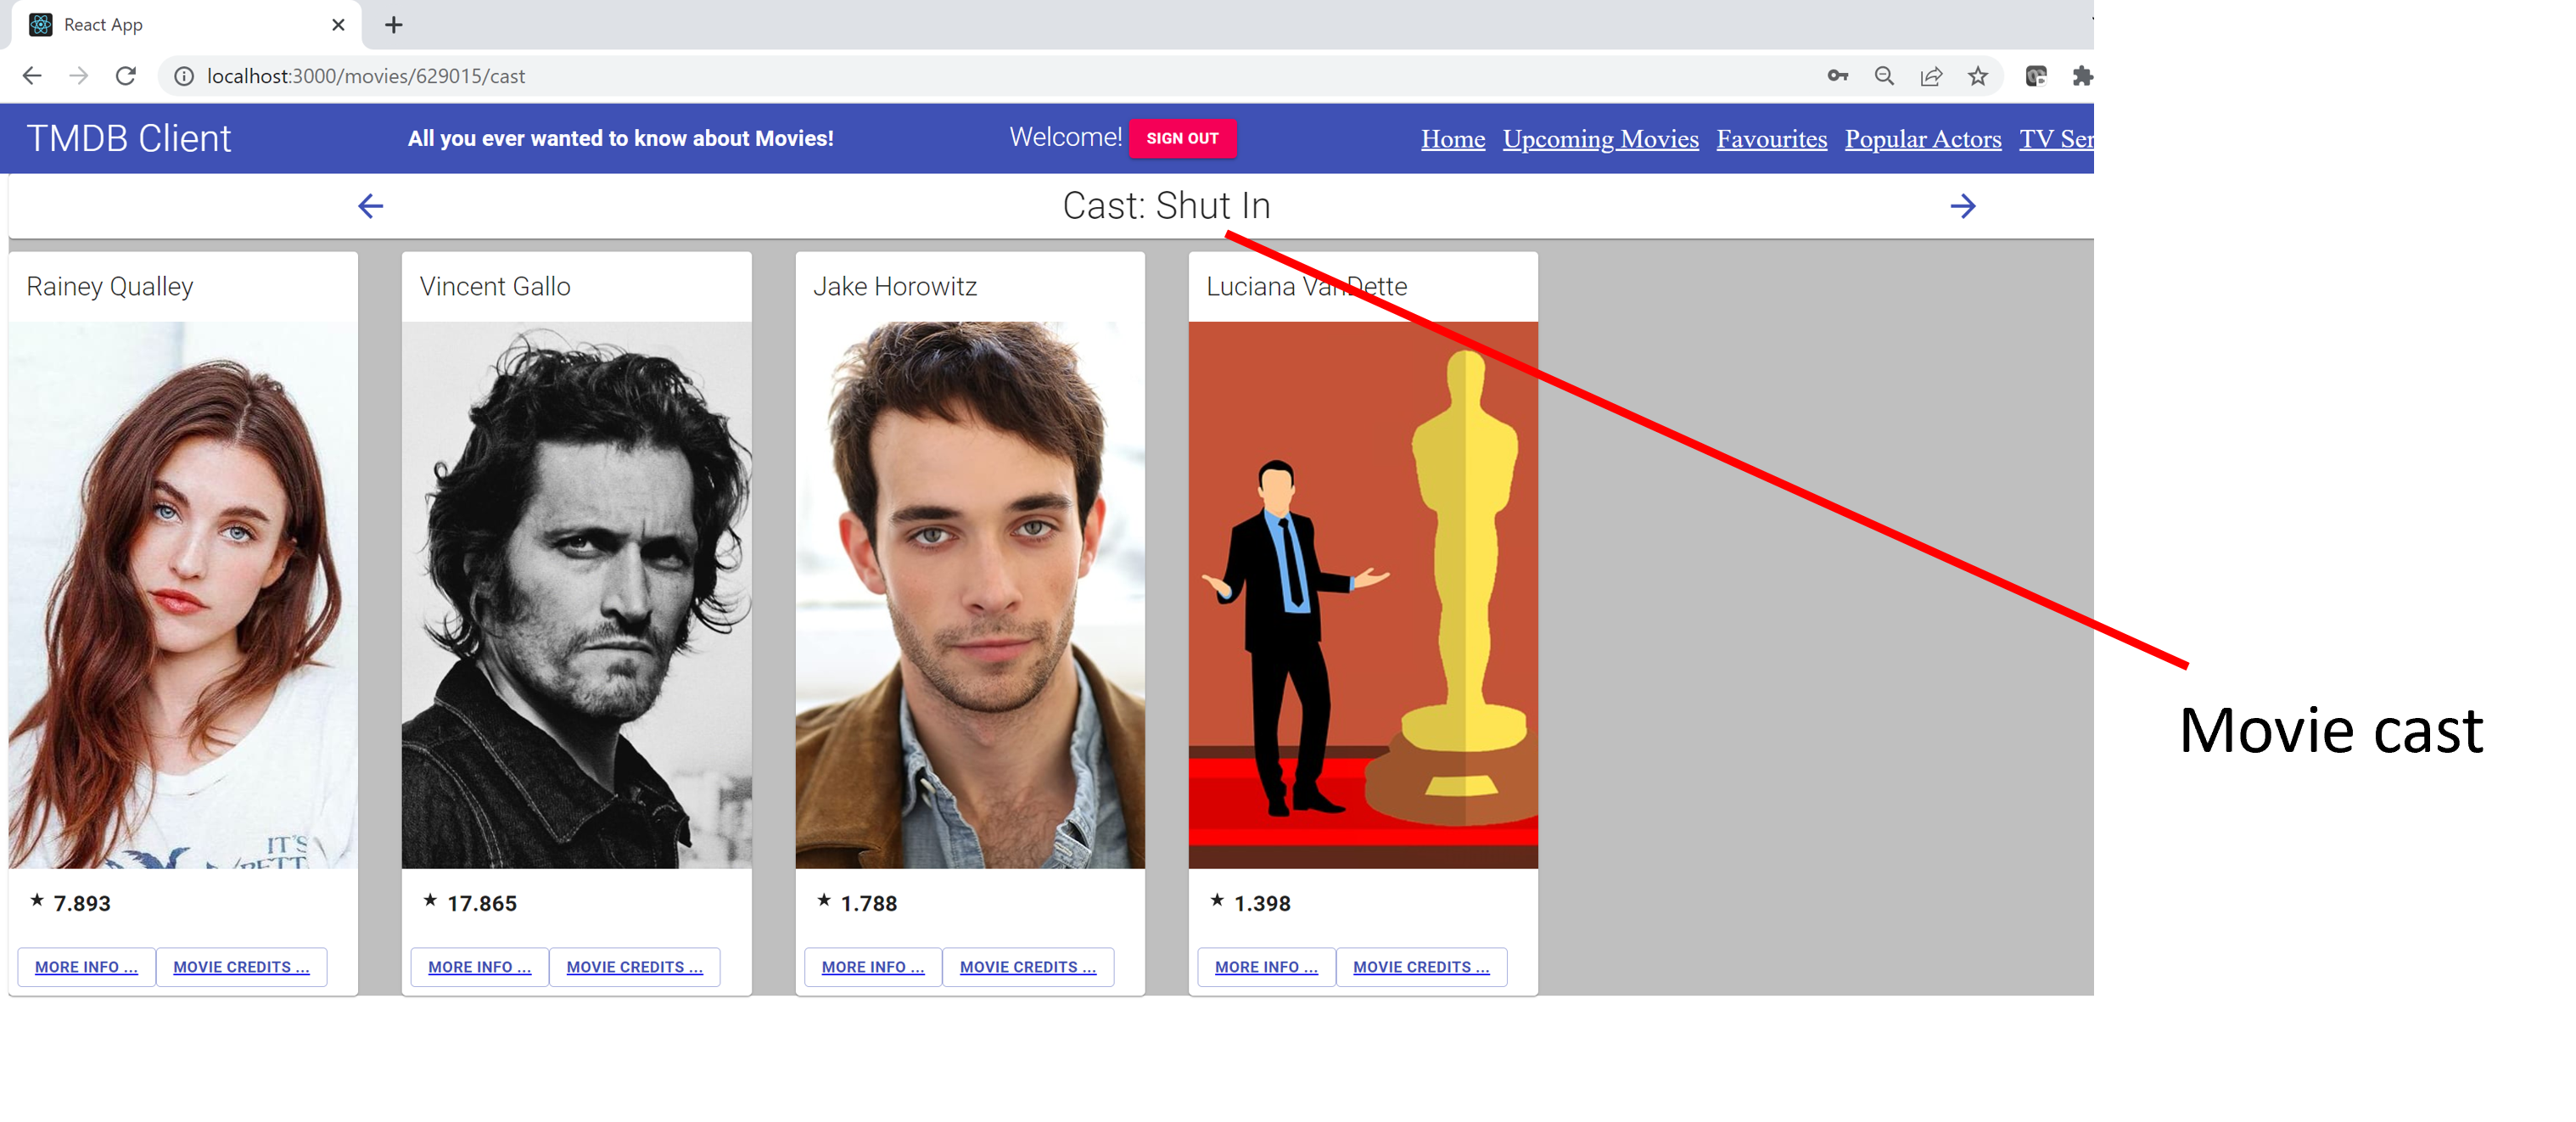 React App
localhost:3000/movies/629015/cast
TMDB Client
All you ever wanted to know about Movies!
Welcome! SIGN OUT
Home Upcoming Movies Favourites Popular Actors TV Ser
Cast: Shut In
Rainey Qualley
Vincent Gallo
Jake Horowitz
Luciana VanDette
IT'S
★ 7.893
★ 17.865
★ 1.788
★ 1.398
MORE INFO ... MOVIE CREDITS ...
MORE INFO ... MOVIE CREDITS ...
MORE INFO ... MOVIE CREDITS ...
MORE INFO ... MOVIE CREDITS ...
Movie cast